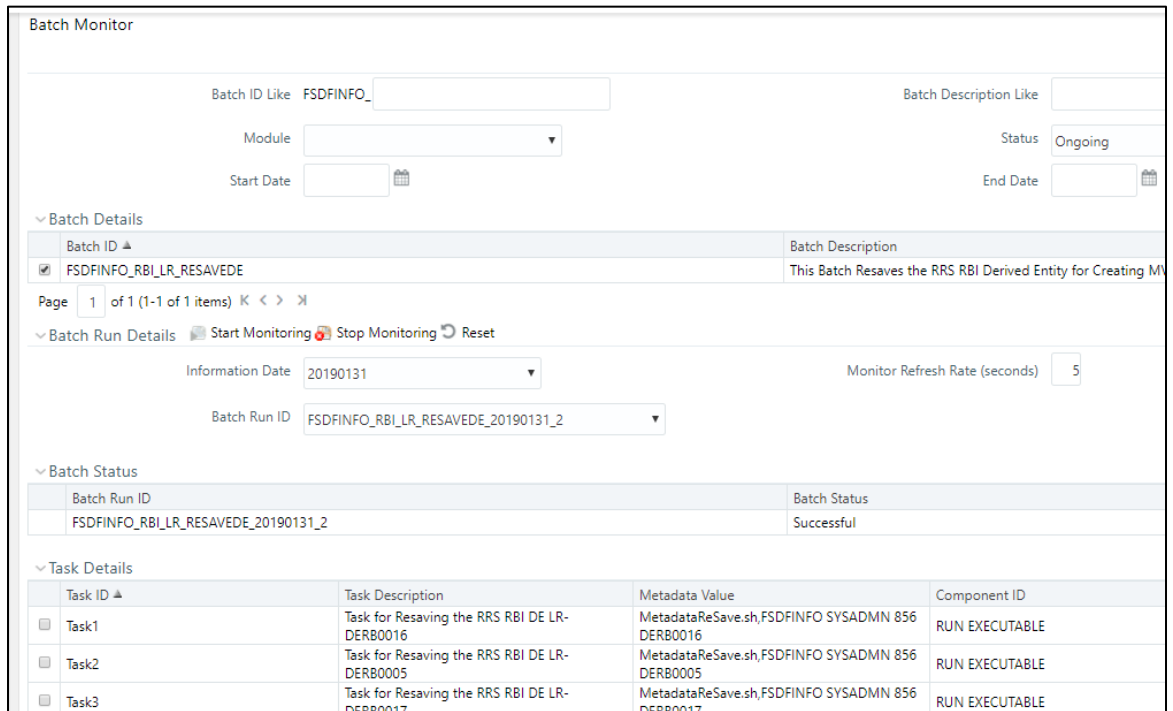 Batch Monitor
Batch ID Like FSDFINFO_ Batch Description Like
Module Status Ongoing
Start Date End Date
Batch Details
Batch ID Batch Description
FSDFINFO_RBI_LR_RESAVEDE This Batch Resaves the RRS RBI Derived Entity for Creating MV
Page 1 of 1 (1-1 of 1 items)
Batch Run Details Start Monitoring Stop Monitoring Reset
Information Date 20190131 Monitor Refresh Rate (seconds) 5
Batch Run ID FSDFINFO_RBI_LR_RESAVEDE_20190131_2
Batch Status
Batch Run ID Batch Status
FSDFINFO_RBI_LR_RESAVEDE_20190131_2 Successful
Task Details
Task ID Task Description Metadata Value Component ID
Task1 Task for Resaving the RRS RBI DE LR- MetadataReSave.sh,FSDFINFO SYSADMN 856 RUN EXECUTABLE
DERB0016 DERB0016
Task2 Task for Resaving the RRS RBI DE LR- MetadataReSave.sh,FSDFINFO SYSADMN 856 RUN EXECUTABLE
DERB0005 DERB0005
Task3 Task for Resaving the RRS RBI DE LR- MetadataReSave.sh,FSDFINFO SYSADMN 856 RUN EXECUTABLE
DERB0017 DERB0017